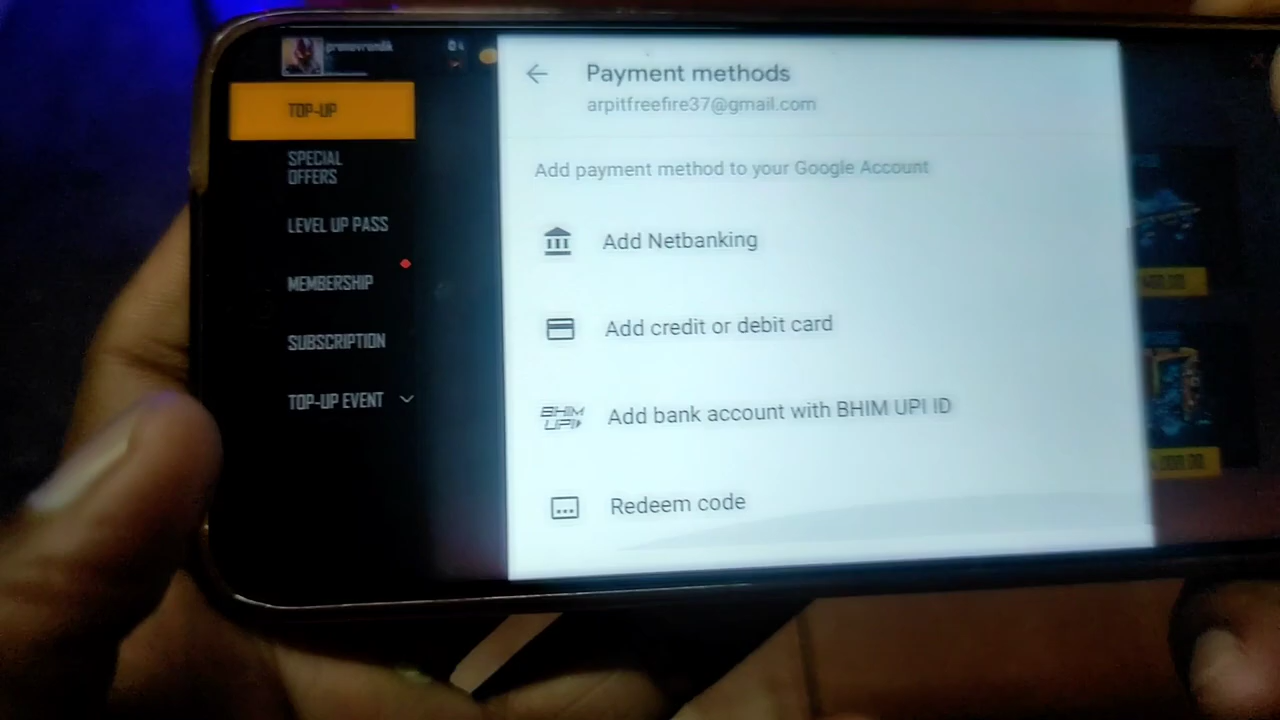 TOP-UP
SPECIAL
OFFERS
LEVEL UP PASS
MEMBERSHIP
SUBSCRIPTION
TOP-UP EVENT
Payment methods
arpitfreefire37@gmail.com
Add payment method to your Google Account
Add Netbanking
Add credit or debit card
BHIM
UPI
Add bank account with BHIM UPI ID
Redeem code